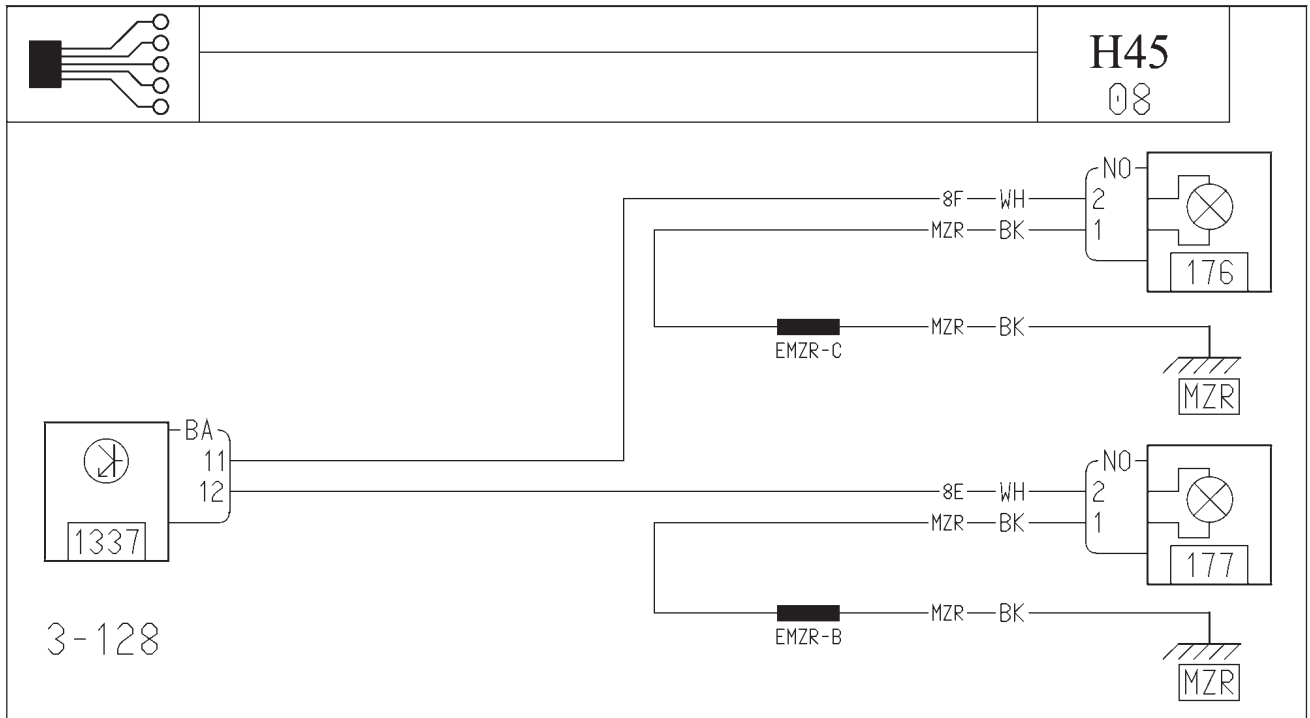 H45
08
NO
8F WH 2
MZR BK 1
176
MZR BK
EMZR-C
MZR
BA
11
12
1337
NO
8E WH 2
MZR BK 1
177
MZR BK
EMZR-B
MZR
3-128